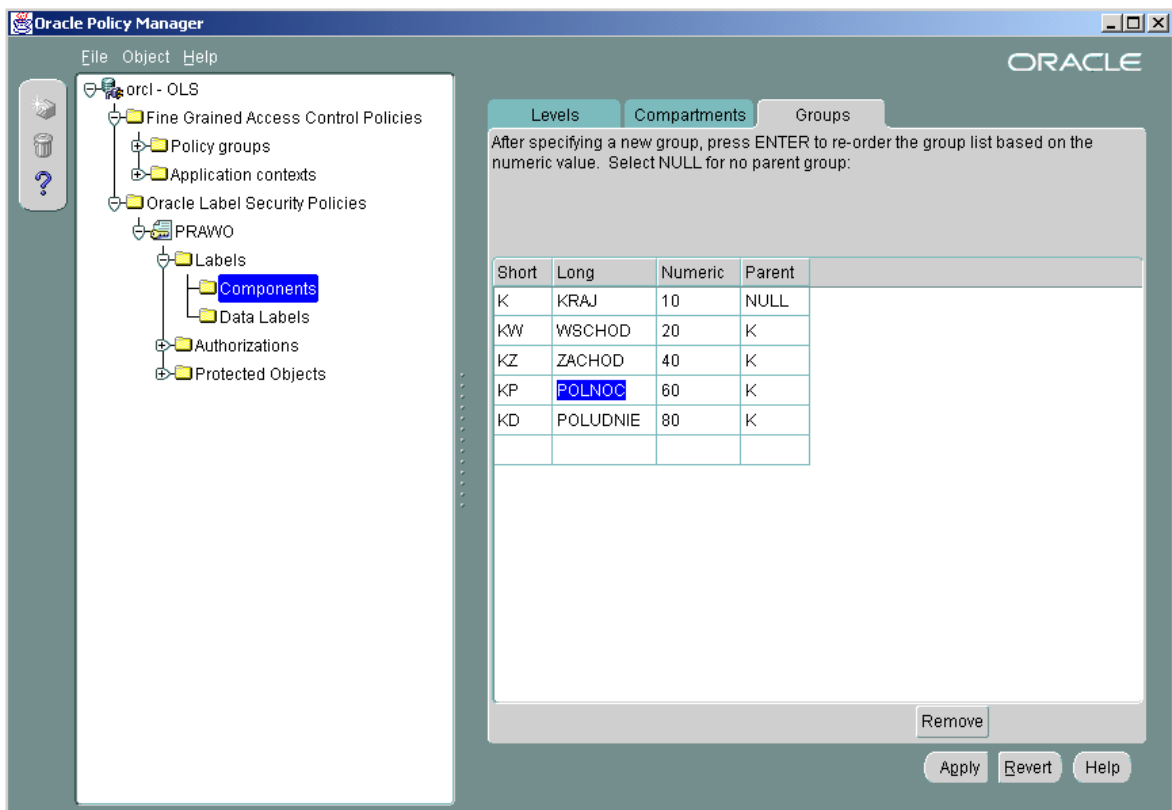 Oracle Policy Manager
File Object Help
ORACLE
orcl - OLS
Fine Grained Access Control Policies
Policy groups
Application contexts
Oracle Label Security Policies
PRAWO
Labels
Components
Data Labels
Authorizations
Protected Objects
Levels Compartments Groups
After specifying a new group, press ENTER to re-order the group list based on the
numeric value. Select NULL for no parent group:
Short Long Numeric Parent
K KRAJ 10 NULL
KW WSCHOD 20 K
KZ ZACHOD 40 K
KP POLNOC 60 K
KD POLUDNIE 80 K
Remove
Apply Revert Help